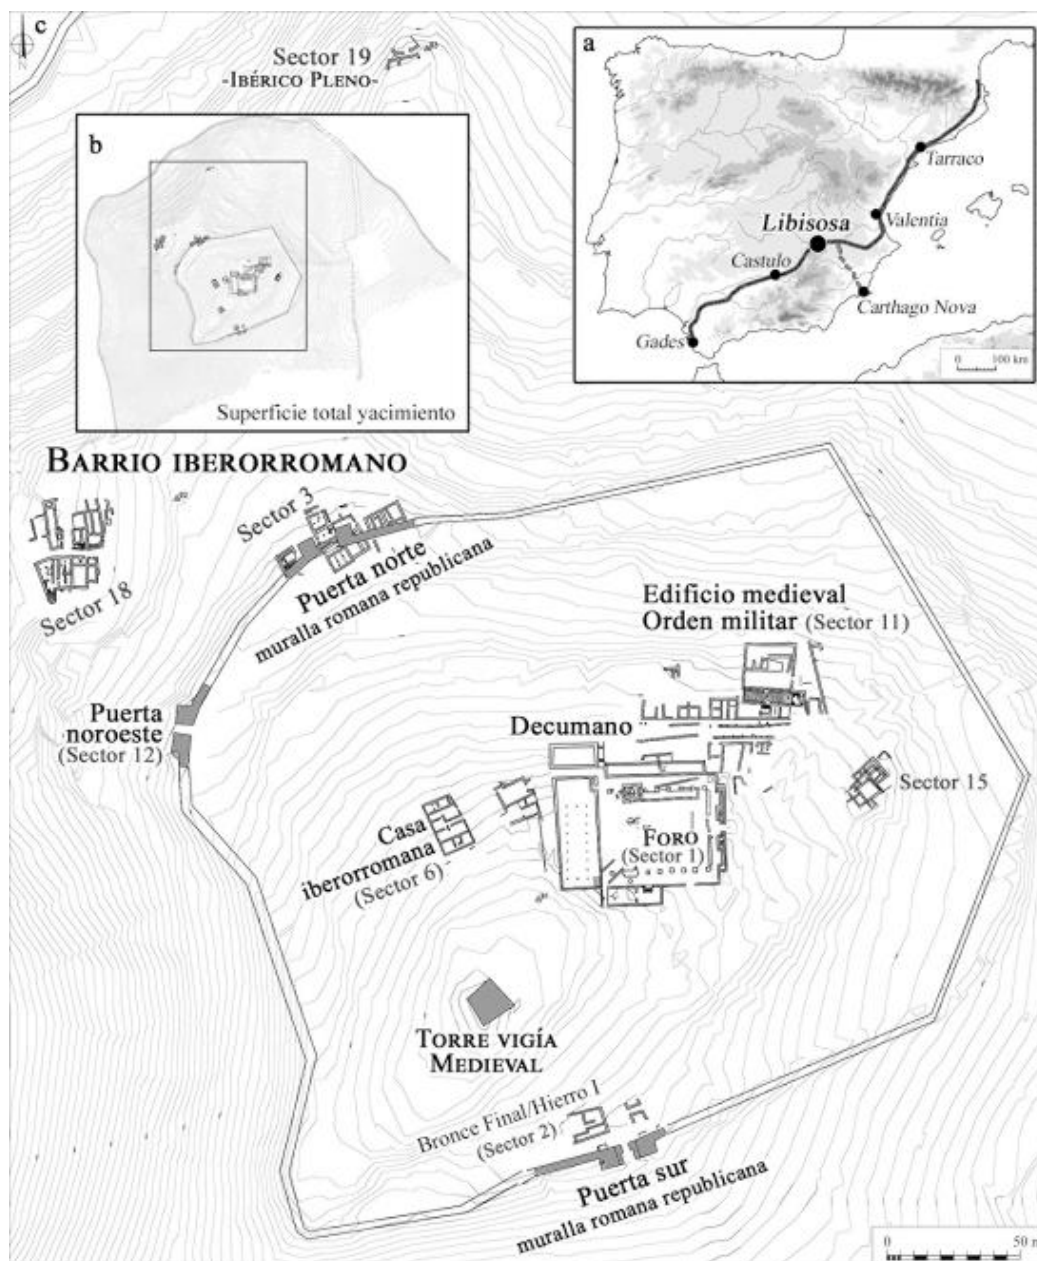 c
N
Sector 19
-IBÉRICO PLENO-
a
Tarraco
Valentia
Libisosa
Castulo
Carthago Nova
Gades
0 100 km
b
Superficie total yacimiento
BARRIO IBERORROMANO
Sector 3
Puerta norte
muralla romana republicana
Sector 18
Edificio medieval
Orden militar (Sector 11)
Puerta
noroeste
(Sector 12)
Decumano
Sector 15
Casa
iberorromana
(Sector 6)
FORO
(Sector 1)
TORRE VIGÍA
MEDIEVAL
Bronce Final/Hierro I
(Sector 2)
Puerta sur
muralla romana republicana
0 50 m